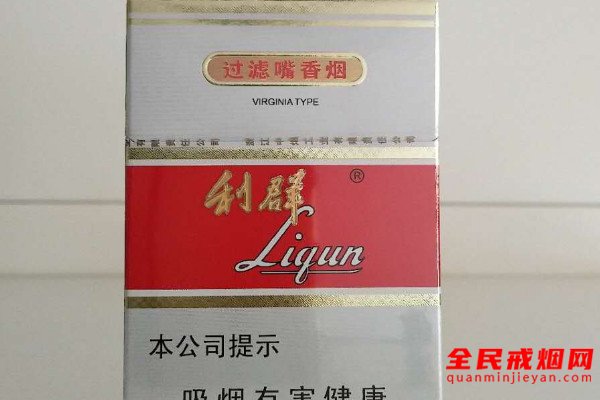 过滤嘴香烟
VIRGINIA TYPE
利群 ®
Liqun
本公司提示
吸烟有害健康
全民戒烟网
quanminjieyan.com